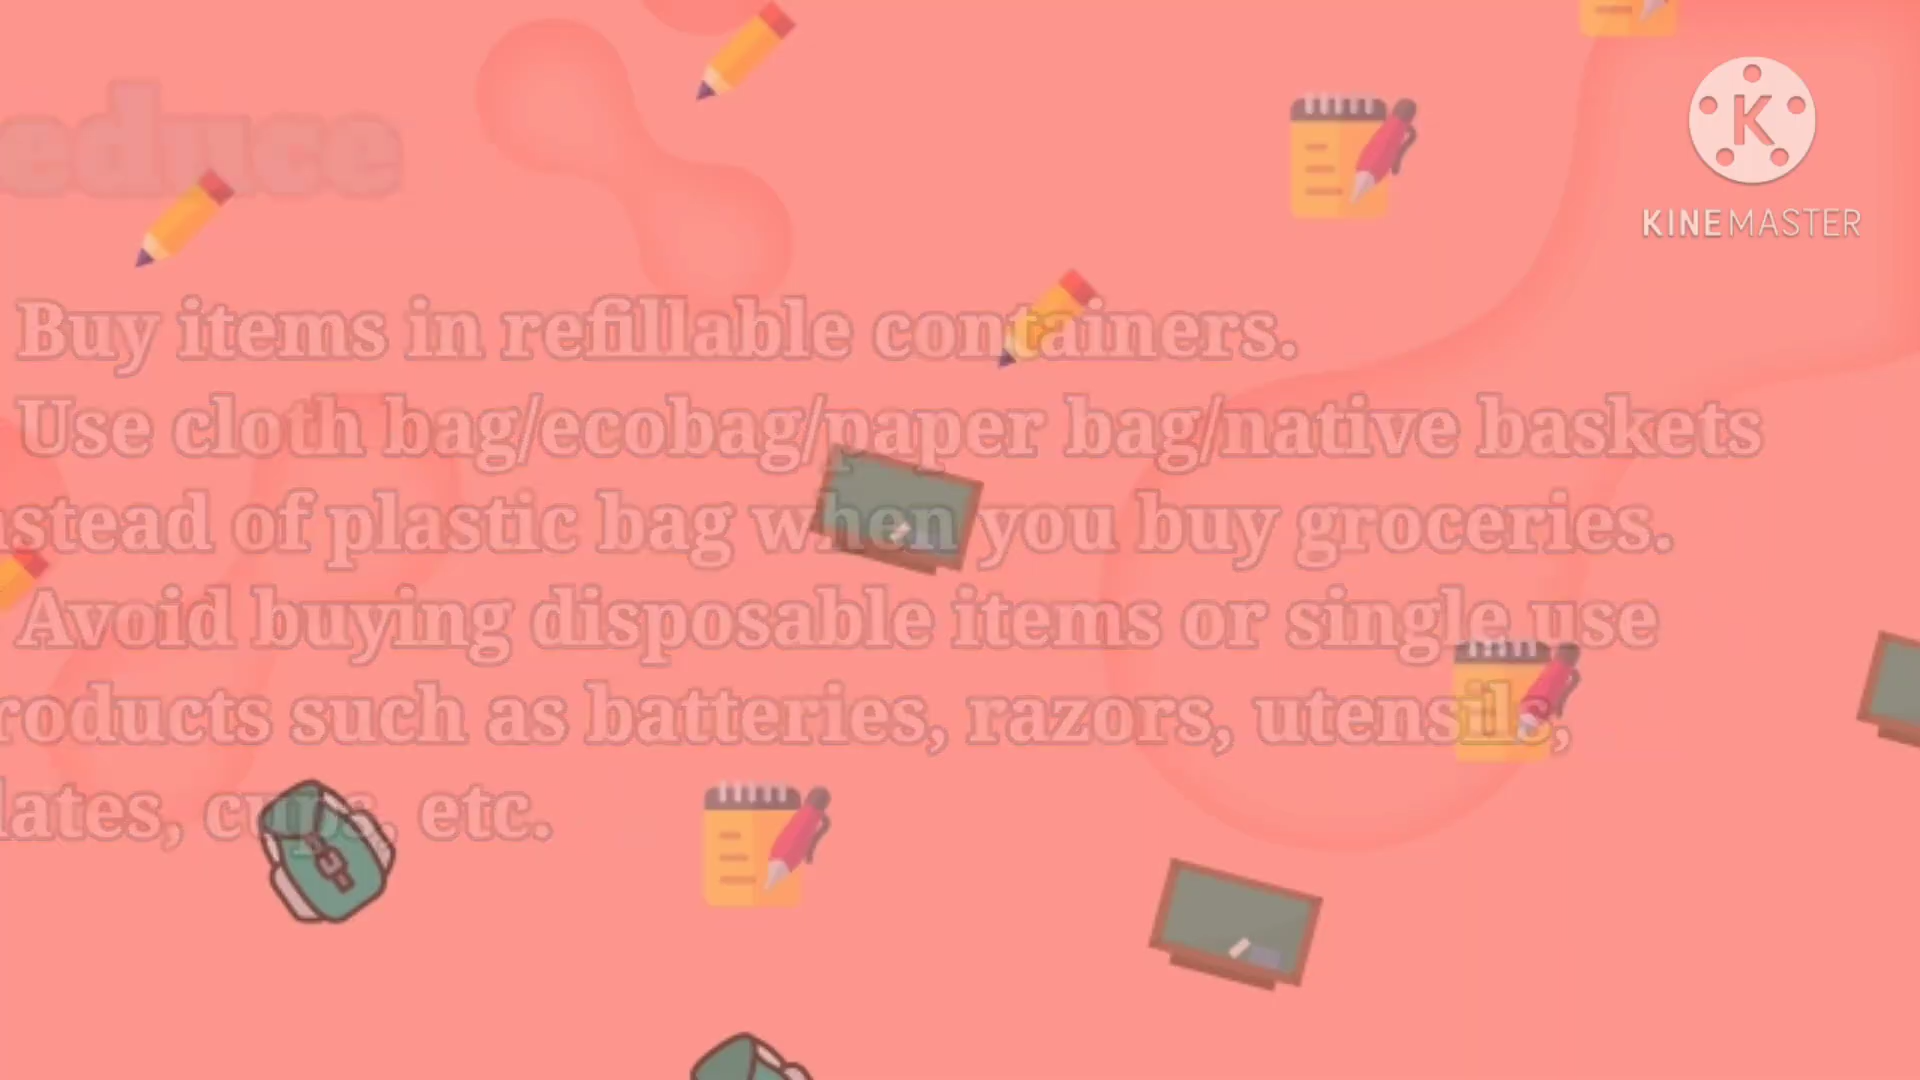 educe
KINEMASTER
Buy items in refillable containers.
Use cloth bag/ecobag/paper bag/native baskets
stead of plastic bag when you buy groceries.
Avoid buying disposable items or single use
roducts such as batteries, razors, utensils,
lates, cups, etc.